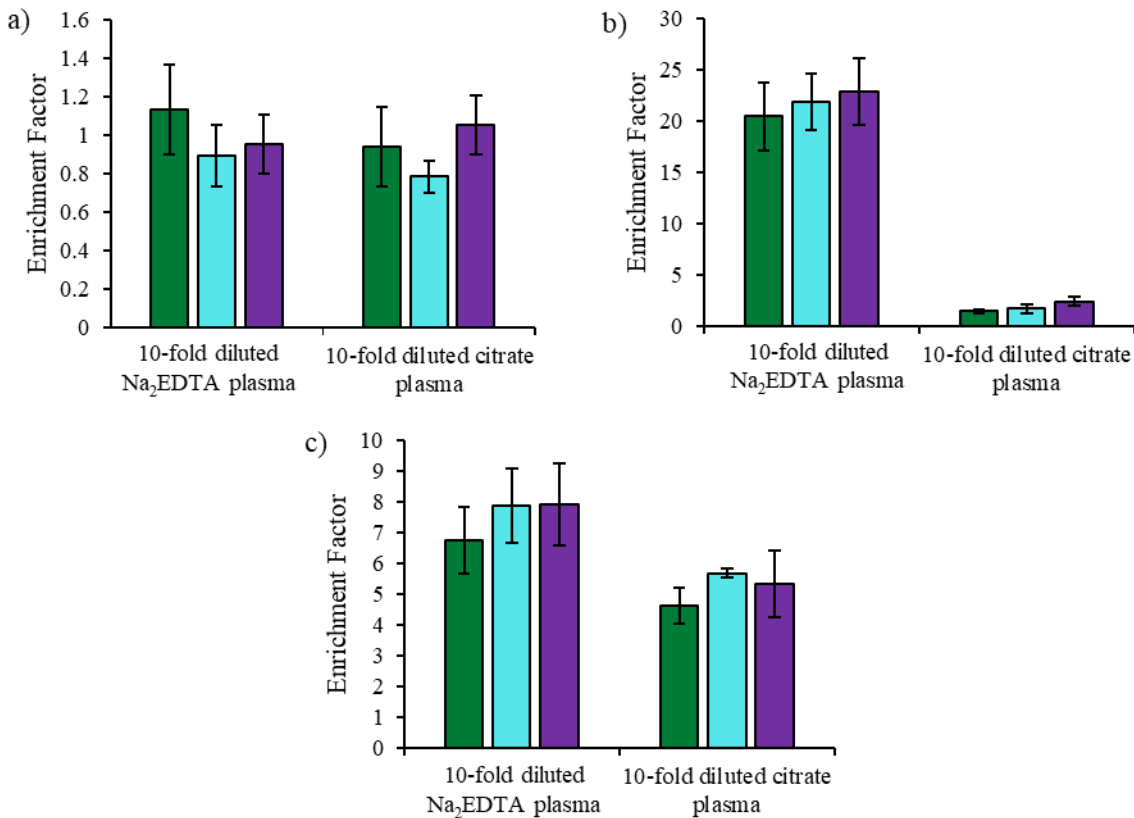 a)
Enrichment Factor
1.6
1.4
1.2
1
0.8
0.6
0.4
0.2
0
10-fold diluted
Na₂EDTA plasma
10-fold diluted citrate
plasma
b)
Enrichment Factor
30
25
20
15
10
5
0
10-fold diluted
Na₂EDTA plasma
10-fold diluted citrate
plasma
c)
Enrichment Factor
10
9
8
7
6
5
4
3
2
1
0
10-fold diluted
Na₂EDTA plasma
10-fold diluted citrate
plasma